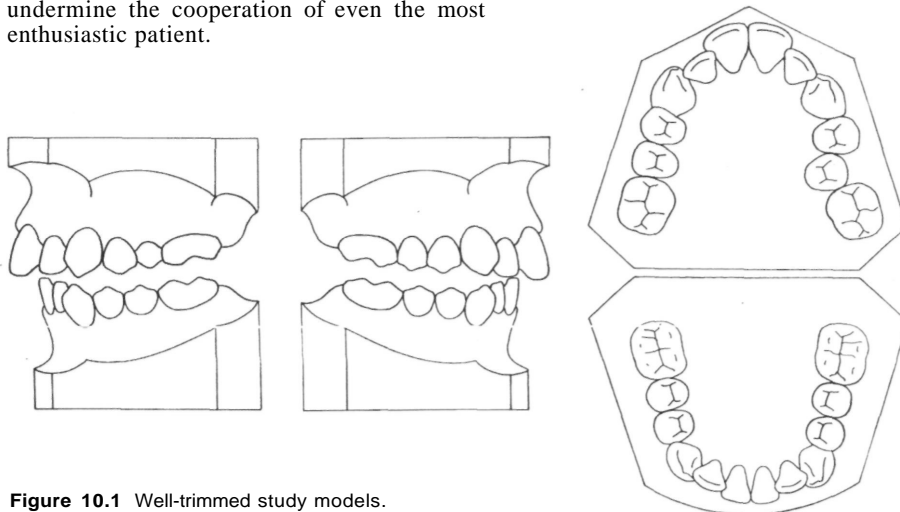 undermine the cooperation of even the most
enthusiastic patient.
Figure 10.1 Well-trimmed study models.